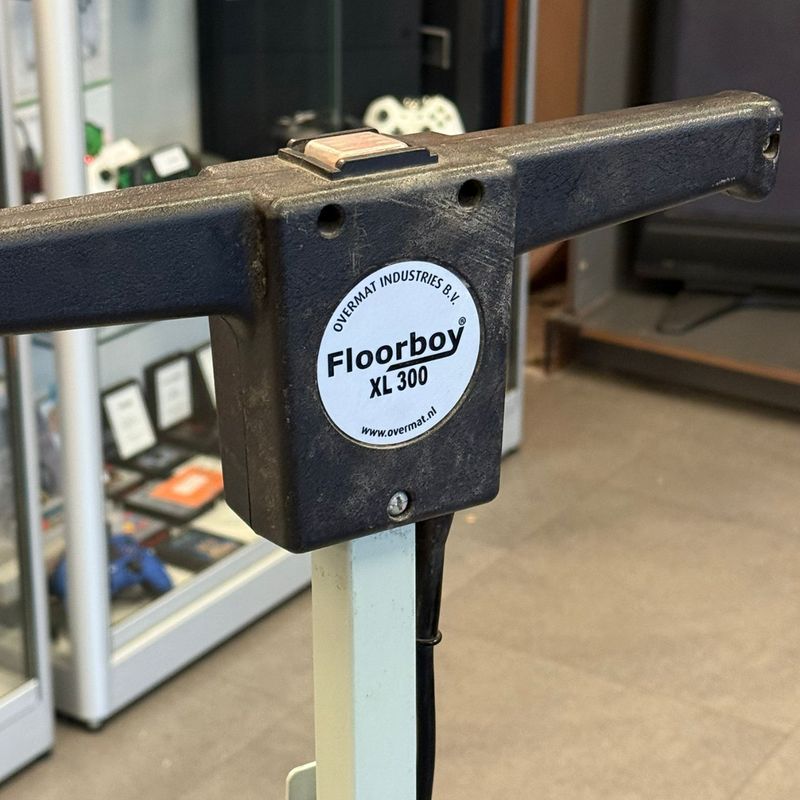 OVERMAT INDUSTRIES B.V.
Floorboy®
XL 300
www.overmat.nl